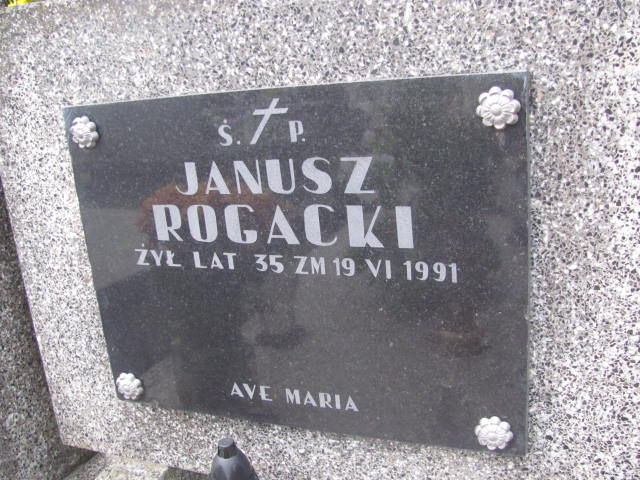 Ś. P.
JANUSZ
ROGACKI
ŻYŁ LAT 35 ZM 19 VI 1991
AVE MARIA